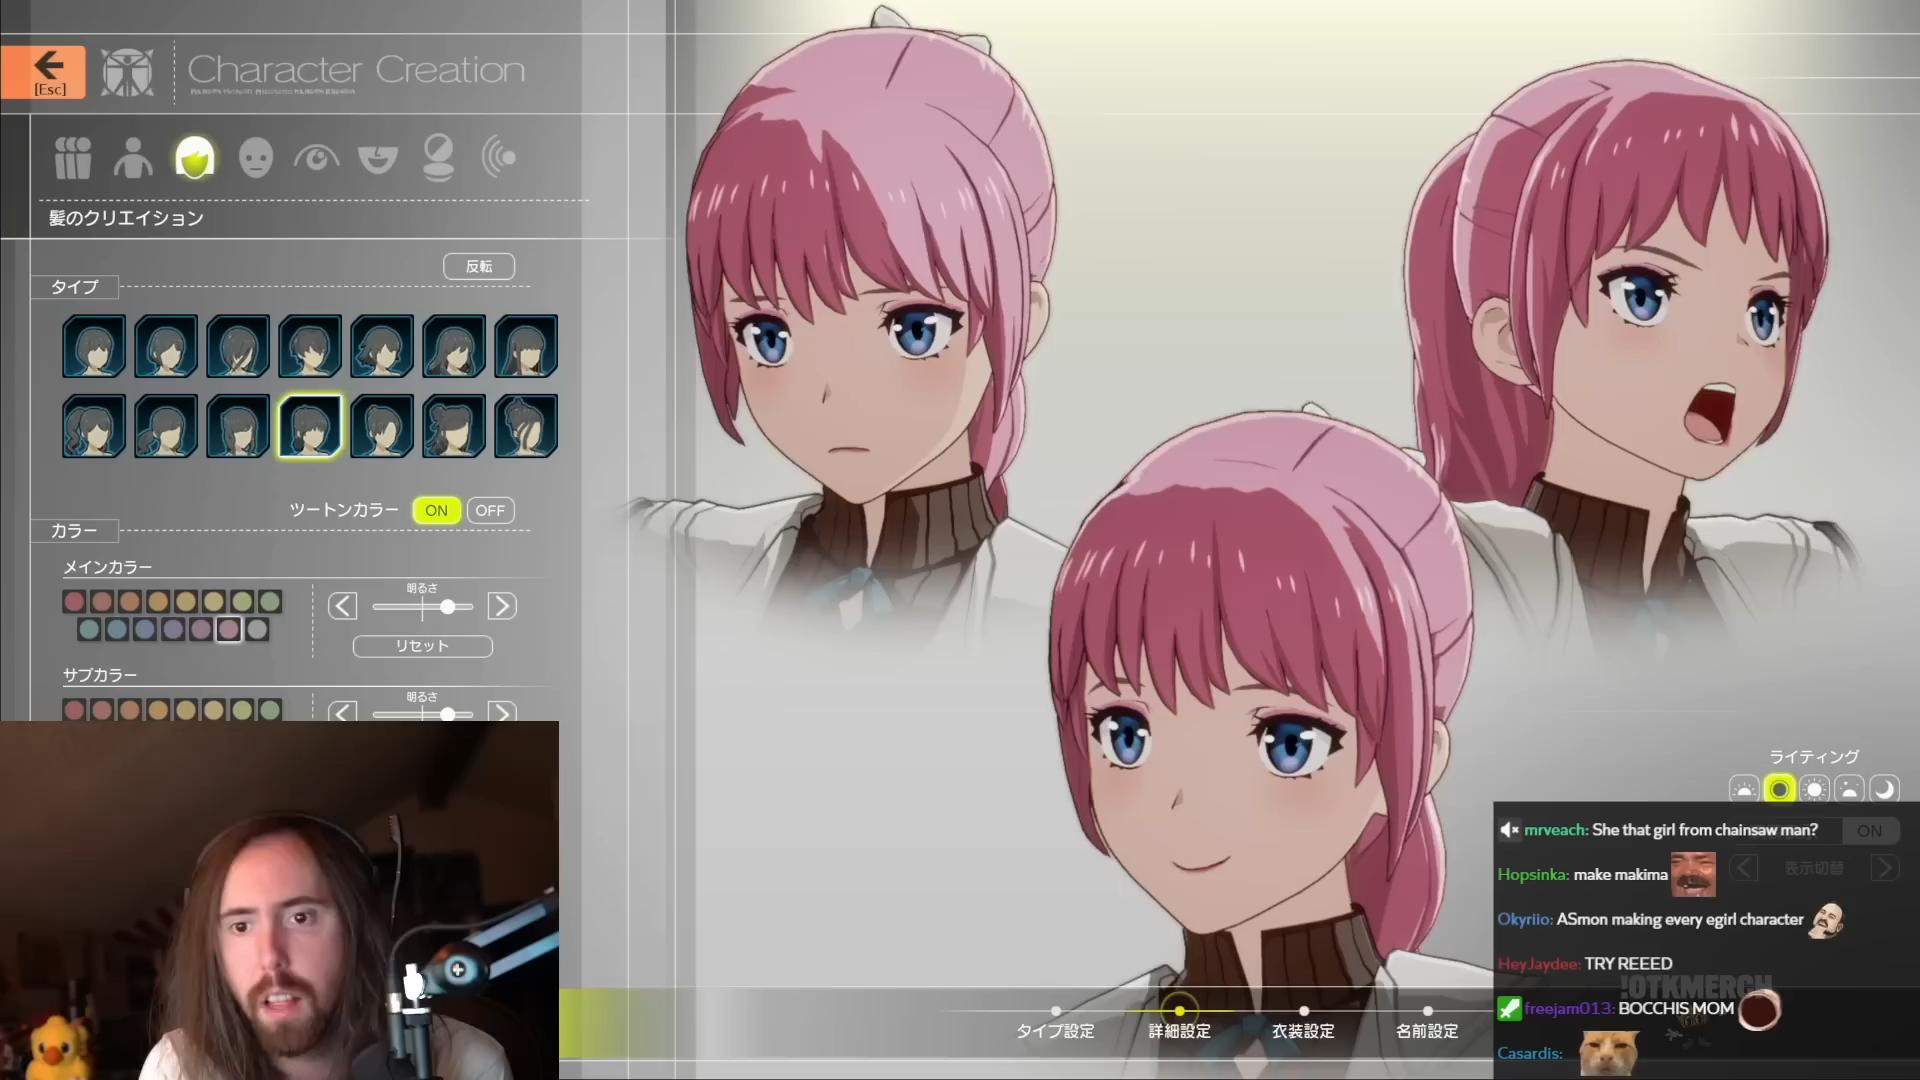 [Esc]
Character Creation
髪のクリエイション
反転
タイプ
ツートンカラー ON OFF
カラー
メインカラー
明るさ
リセット
サブカラー
明るさ
ライティング
ON
表示切替
タイプ設定
詳細設定
衣装設定
名前設定
mrveach: She that girl from chainsaw man?
Hopsinka: make makima
Okyriio: ASmon making every egirl character
HeyJaydee: TRY REEED
!OTKMERCH
freejam013: BOCCHIS MOM
Casardis: